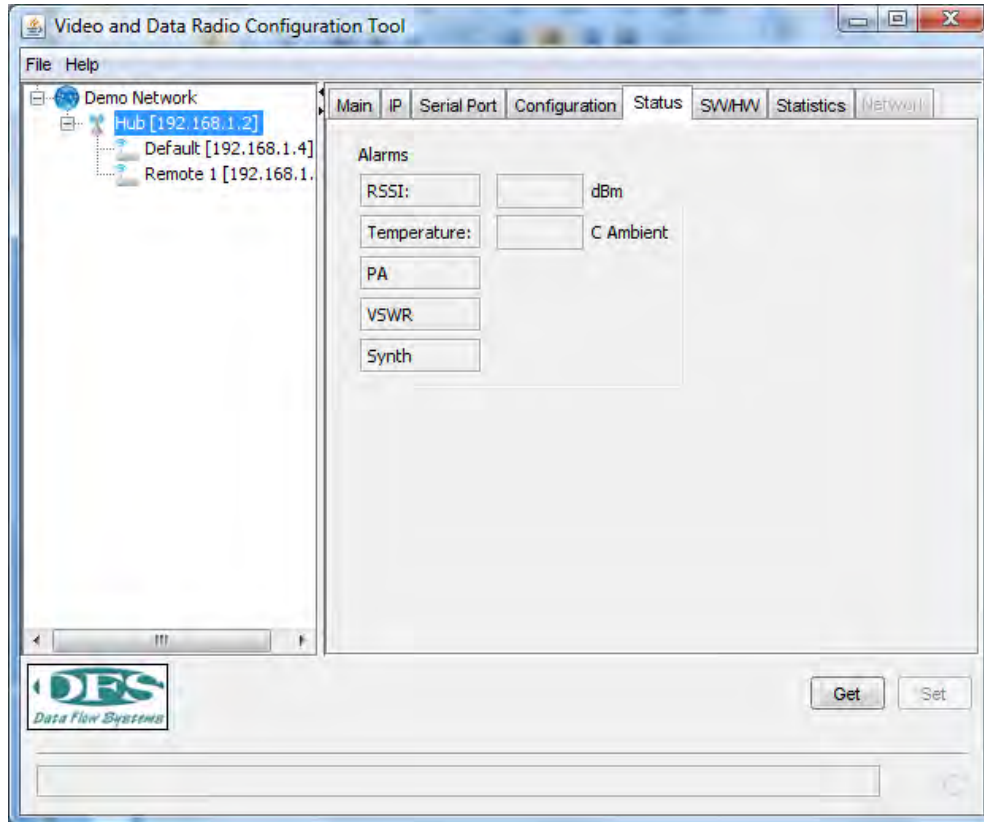 Video and Data Radio Configuration Tool
File Help
Demo Network
Hub [192.168.1.2]
Default [192.168.1.4]
Remote 1 [192.168.1.
Main IP Serial Port Configuration Status SW/HW Statistics Network
Alarms
RSSI: dBm
Temperature: C Ambient
PA
VSWR
Synth
DFS
Data Flow Systems
Get Set